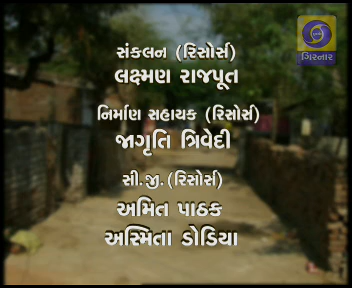 ગિરનાર
સંકલન (રિસોર્સ)
લક્ષ્મણ રાજપૂત
નિર્માણ સહાયક (રિસોર્સ)
જાગૃતિ ત્રિવેદી
સી.જી.(રિસોર્સ)
અમિત પાઠક
અસ્મિતા ડોડિયા